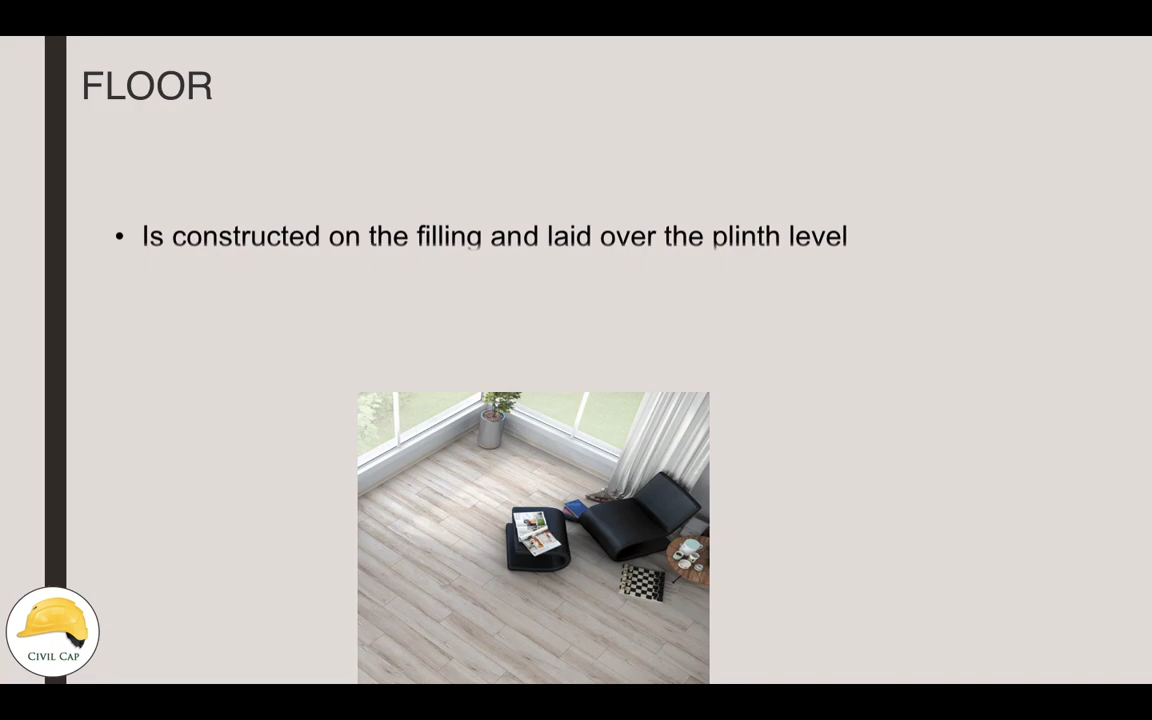 FLOOR
• Is constructed on the filling and laid over the plinth level
CIVIL CAP